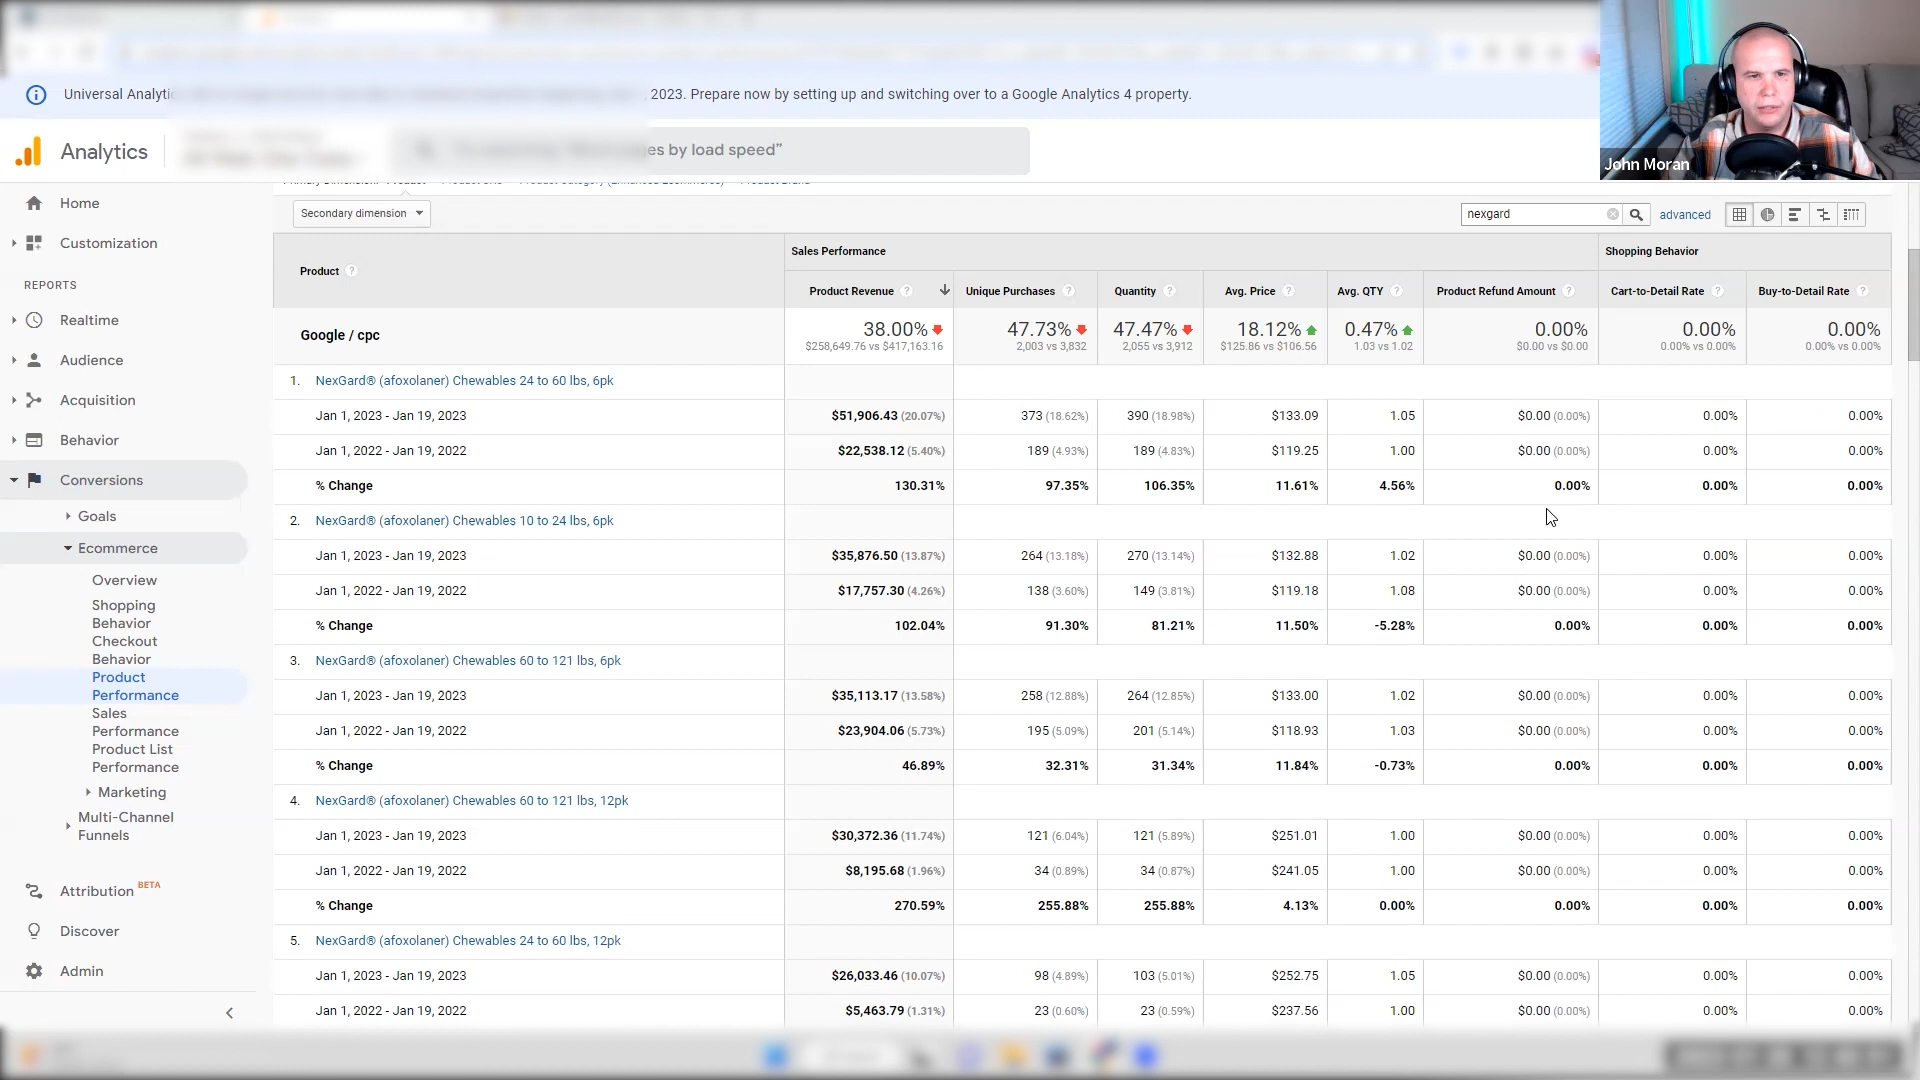 Universal Analytic 2023. Prepare now by setting up and switching over to a Google Analytics 4 property.
John Moran
Analytics
es by load speed”
Home
Customization
REPORTS
Realtime
Audience
Acquisition
Behavior
Conversions
Goals
Ecommerce
Overview
Shopping
Behavior
Checkout
Behavior
Product
Performance
Sales
Performance
Product List
Performance
Marketing
Multi-Channel
Funnels
Attribution BETA
Discover
Admin
Secondary dimension
nexgard
advanced
Product ?
Sales Performance
Shopping Behavior
Product Revenue ? Unique Purchases ? Quantity ? Avg. Price ? Avg. QTY ? Product Refund Amount ? Cart-to-Detail Rate ? Buy-to-Detail Rate ?
Google / cpc 38.00% 47.73% 47.47% 18.12% 0.47% 0.00% 0.00% 0.00%
$258,649.76 vs $417,163.16 2,003 vs 3,832 2,055 vs 3,912 $125.86 vs $106.56 1.03 vs 1.02 $0.00 vs $0.00 0.00% vs 0.00% 0.00% vs 0.00%
1. NexGard® (afoxolaner) Chewables 24 to 60 lbs, 6pk
Jan 1, 2023 - Jan 19, 2023 $51,906.43 (20.07%) 373 (18.62%) 390 (18.98%) $133.09 1.05 $0.00 (0.00%) 0.00% 0.00%
Jan 1, 2022 - Jan 19, 2022 $22,538.12 (5.40%) 189 (4.93%) 189 (4.83%) $119.25 1.00 $0.00 (0.00%) 0.00% 0.00%
% Change 130.31% 97.35% 106.35% 11.61% 4.56% 0.00% 0.00% 0.00%
2. NexGard® (afoxolaner) Chewables 10 to 24 lbs, 6pk
Jan 1, 2023 - Jan 19, 2023 $35,876.50 (13.87%) 264 (13.18%) 270 (13.14%) $132.88 1.02 $0.00 (0.00%) 0.00% 0.00%
Jan 1, 2022 - Jan 19, 2022 $17,757.30 (4.26%) 138 (3.60%) 149 (3.81%) $119.18 1.08 $0.00 (0.00%) 0.00% 0.00%
% Change 102.04% 91.30% 81.21% 11.50% -5.28% 0.00% 0.00% 0.00%
3. NexGard® (afoxolaner) Chewables 60 to 121 lbs, 6pk
Jan 1, 2023 - Jan 19, 2023 $35,113.17 (13.58%) 258 (12.88%) 264 (12.85%) $133.00 1.02 $0.00 (0.00%) 0.00% 0.00%
Jan 1, 2022 - Jan 19, 2022 $23,904.06 (5.73%) 195 (5.09%) 201 (5.14%) $118.93 1.03 $0.00 (0.00%) 0.00% 0.00%
% Change 46.89% 32.31% 31.34% 11.84% -0.73% 0.00% 0.00% 0.00%
4. NexGard® (afoxolaner) Chewables 60 to 121 lbs, 12pk
Jan 1, 2023 - Jan 19, 2023 $30,372.36 (11.74%) 121 (6.04%) 121 (5.89%) $251.01 1.00 $0.00 (0.00%) 0.00% 0.00%
Jan 1, 2022 - Jan 19, 2022 $8,195.68 (1.96%) 34 (0.89%) 34 (0.87%) $241.05 1.00 $0.00 (0.00%) 0.00% 0.00%
% Change 270.59% 255.88% 255.88% 4.13% 0.00% 0.00% 0.00% 0.00%
5. NexGard® (afoxolaner) Chewables 24 to 60 lbs, 12pk
Jan 1, 2023 - Jan 19, 2023 $26,033.46 (10.07%) 98 (4.89%) 103 (5.01%) $252.75 1.05 $0.00 (0.00%) 0.00% 0.00%
Jan 1, 2022 - Jan 19, 2022 $5,463.79 (1.31%) 23 (0.60%) 23 (0.59%) $237.56 1.00 $0.00 (0.00%) 0.00% 0.00%